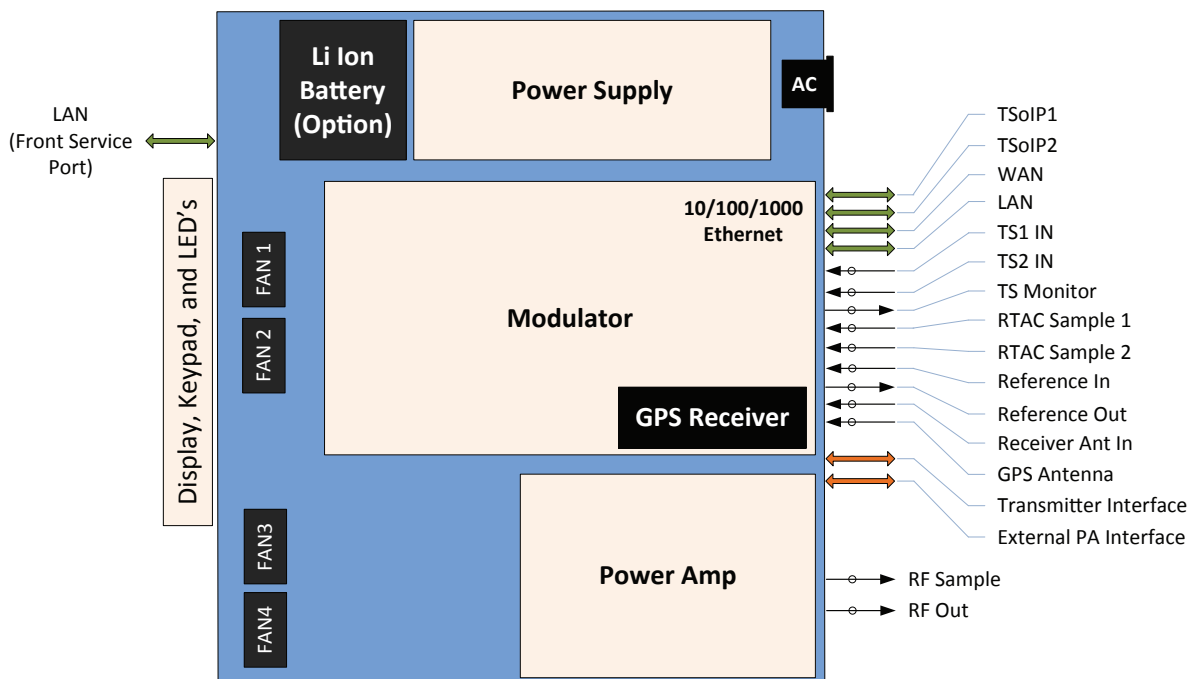 Li Ion
Battery
(Option)
Power Supply
AC
LAN
(Front Service
Port)
Display, Keypad, and LED’s
FAN 1
FAN 2
FAN3
FAN4
10/100/1000
Ethernet
Modulator
GPS Receiver
Power Amp
TSoIP1
TSoIP2
WAN
LAN
TS1 IN
TS2 IN
TS Monitor
RTAC Sample 1
RTAC Sample 2
Reference In
Reference Out
Receiver Ant In
GPS Antenna
Transmitter Interface
External PA Interface
RF Sample
RF Out